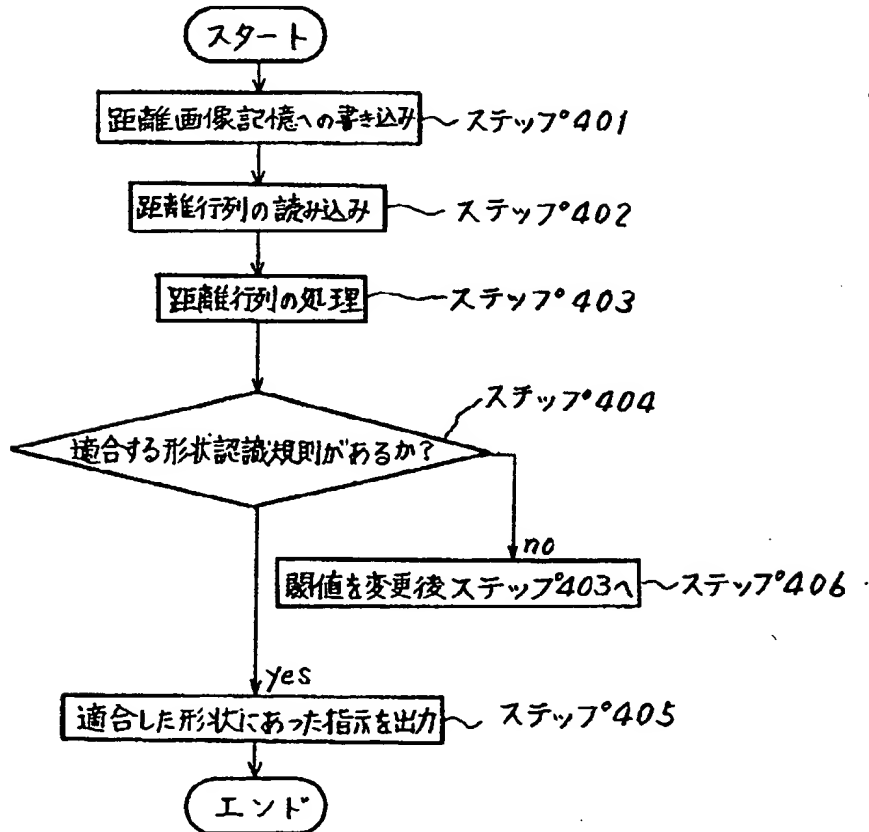 スタート
距離画像記憶への書き込み
ステップ401
距離行列の読み込み
ステップ402
距離行列の処理
ステップ403
ステップ404
適合する形状認識規則があるか?
no
閾値を変更後ステップ403へ
ステップ406
yes
適合した形状にあった指示を出力
ステップ405
エンド